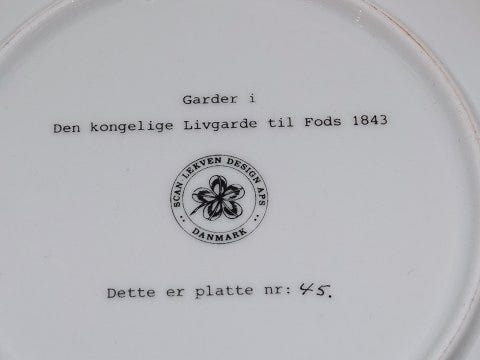 Garder i
Den kongelige Livgarde til Fods 1843
SCAN LEKVEN DESIGN APS
DANMARK
Dette er platte nr: 45.